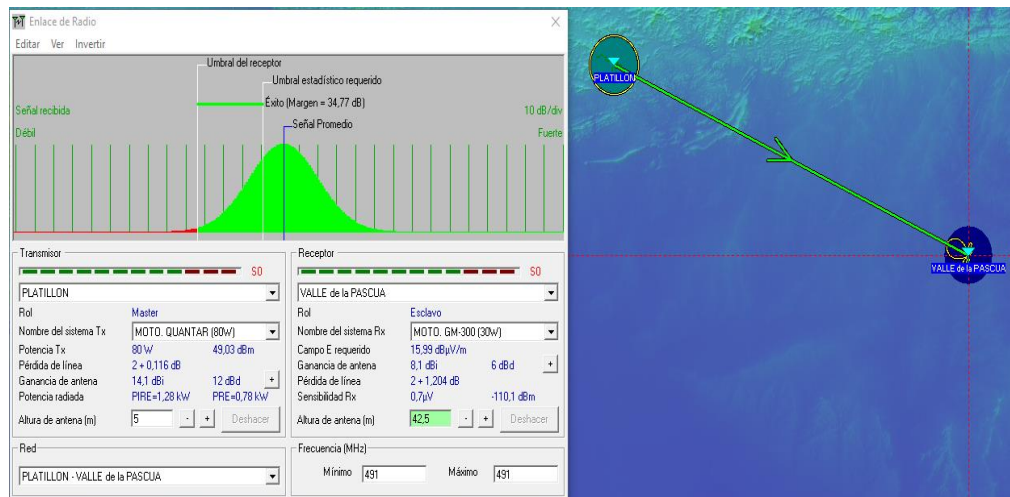 Enlace de Radio
Editar Ver Invertir
Umbral del receptor
Umbral estadístico requerido
Éxito (Margen = 34,77 dB)
Señal recibida 10 dB/div
Señal Promedio
Débil Fuerte
Transmisor
S0
PLATILLON
Rol Master
Nombre del sistema Tx MOTO. QUANTAR (80W)
Potencia Tx 80 W 49,03 dBm
Pérdida de línea 2 + 0,116 dB
Ganancia de antena 14,1 dBi 12 dBd +
Potencia radiada PIRE=1,28 kW PRE=0,78 kW
Altura de antena (m) 5 - + Deshacer
Receptor
S0
VALLE de la PASCUA
Rol Esclavo
Nombre del sistema Rx MOTO. GM-300 (30W)
Campo E requerido 15,99 dBµV/m
Ganancia de antena 8,1 dBi 6 dBd +
Pérdida de línea 2 + 1,204 dB
Sensibilidad Rx 0,7µV -110,1 dBm
Altura de antena (m) 42,5 - + Deshacer
Red
PLATILLON - VALLE de la PASCUA
Frecuencia (MHz)
Mínimo 491 Máximo 491
PLATILLON
VALLE de la PASCUA